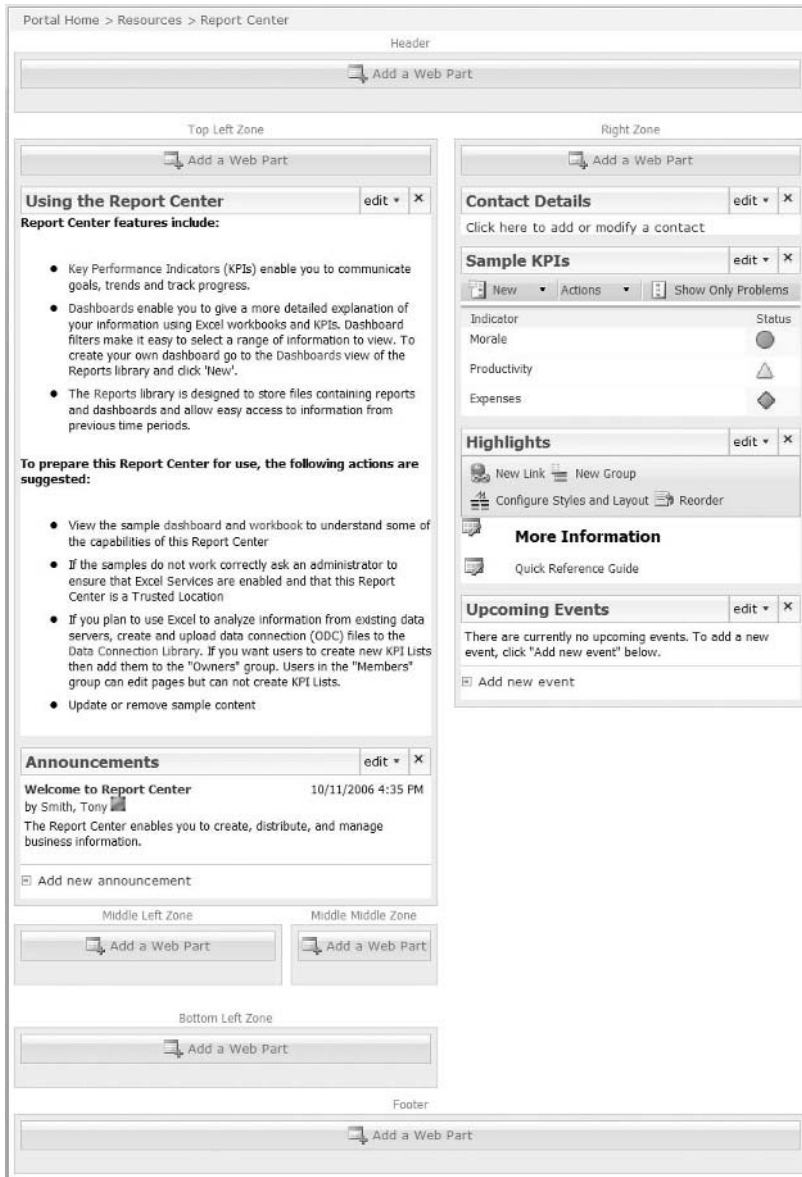 Portal Home > Resources > Report Center
Header
Add a Web Part
Top Left Zone
Add a Web Part
Using the Report Center
edit
Report Center features include:
Key Performance Indicators (KPIs) enable you to communicate
goals, trends and track progress.
Dashboards enable you to give a more detailed explanation of
your information using Excel workbooks and KPIs. Dashboard
filters make it easy to select a range of information to view. To
create your own dashboard go to the Dashboards view of the
Reports library and click 'New'.
The Reports library is designed to store files containing reports
and dashboards and allow easy access to information from
previous time periods.
To prepare this Report Center for use, the following actions are
suggested:
View the sample dashboard and workbook to understand some of
the capabilities of this Report Center
If the samples do not work correctly ask an administrator to
ensure that Excel Services are enabled and that this Report
Center is a Trusted Location
If you plan to use Excel to analyze information from existing data
servers, create and upload data connection (ODC) files to the
Data Connection Library. If you want users to create new KPI Lists
then add them to the "Owners" group. Users in the "Members"
group can edit pages but can not create KPI Lists.
Update or remove sample content
Announcements
edit
Welcome to Report Center 10/11/2006 4:35 PM
by Smith, Tony
The Report Center enables you to create, distribute, and manage
business information.
Add new announcement
Right Zone
Add a Web Part
Contact Details
edit
Click here to add or modify a contact
Sample KPIs
edit
New Actions Show Only Problems
Indicator Status
Morale
Productivity
Expenses
Highlights
edit
New Link New Group
Configure Styles and Layout Reorder
More Information
Quick Reference Guide
Upcoming Events
edit
There are currently no upcoming events. To add a new
event, click "Add new event" below.
Add new event
Middle Left Zone
Add a Web Part
Middle Middle Zone
Add a Web Part
Bottom Left Zone
Add a Web Part
Footer
Add a Web Part